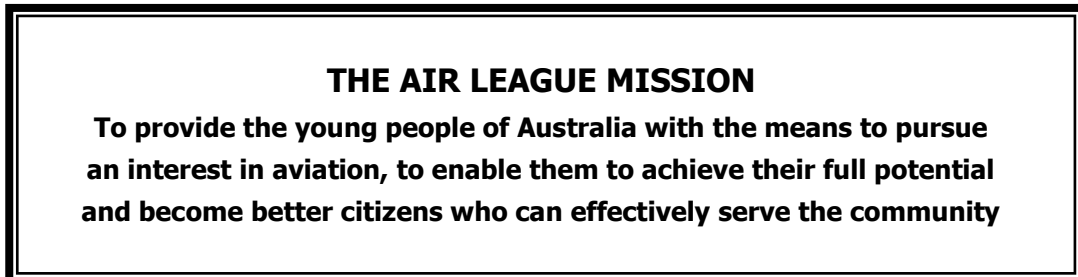 THE AIR LEAGUE MISSION
To provide the young people of Australia with the means to pursue
an interest in aviation, to enable them to achieve their full potential
and become better citizens who can effectively serve the community